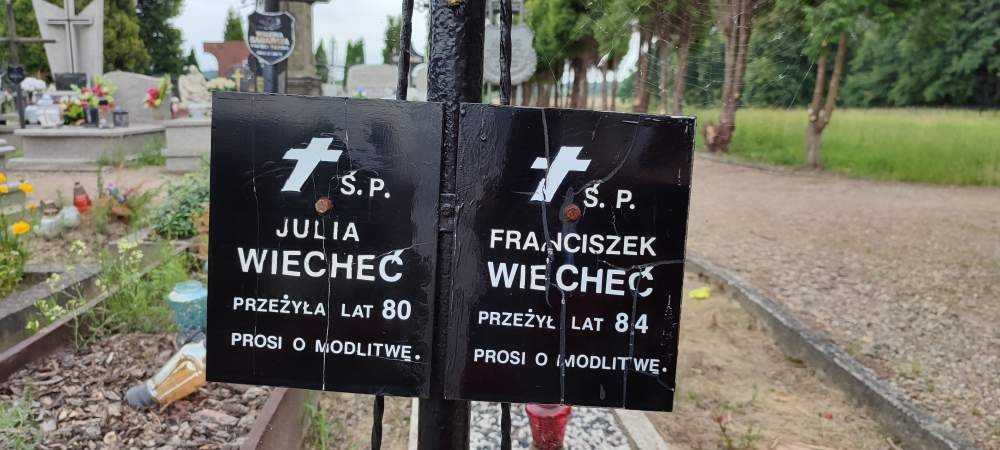 Ś.P.
JULIA
WIECHEĆ
PRZEŻYŁA LAT 80
PROSI O MODLITWĘ.
Ś.P.
FRANCISZEK
WIECHEĆ
PRZEŻYŁ LAT 84
PROSI O MODLITWĘ.